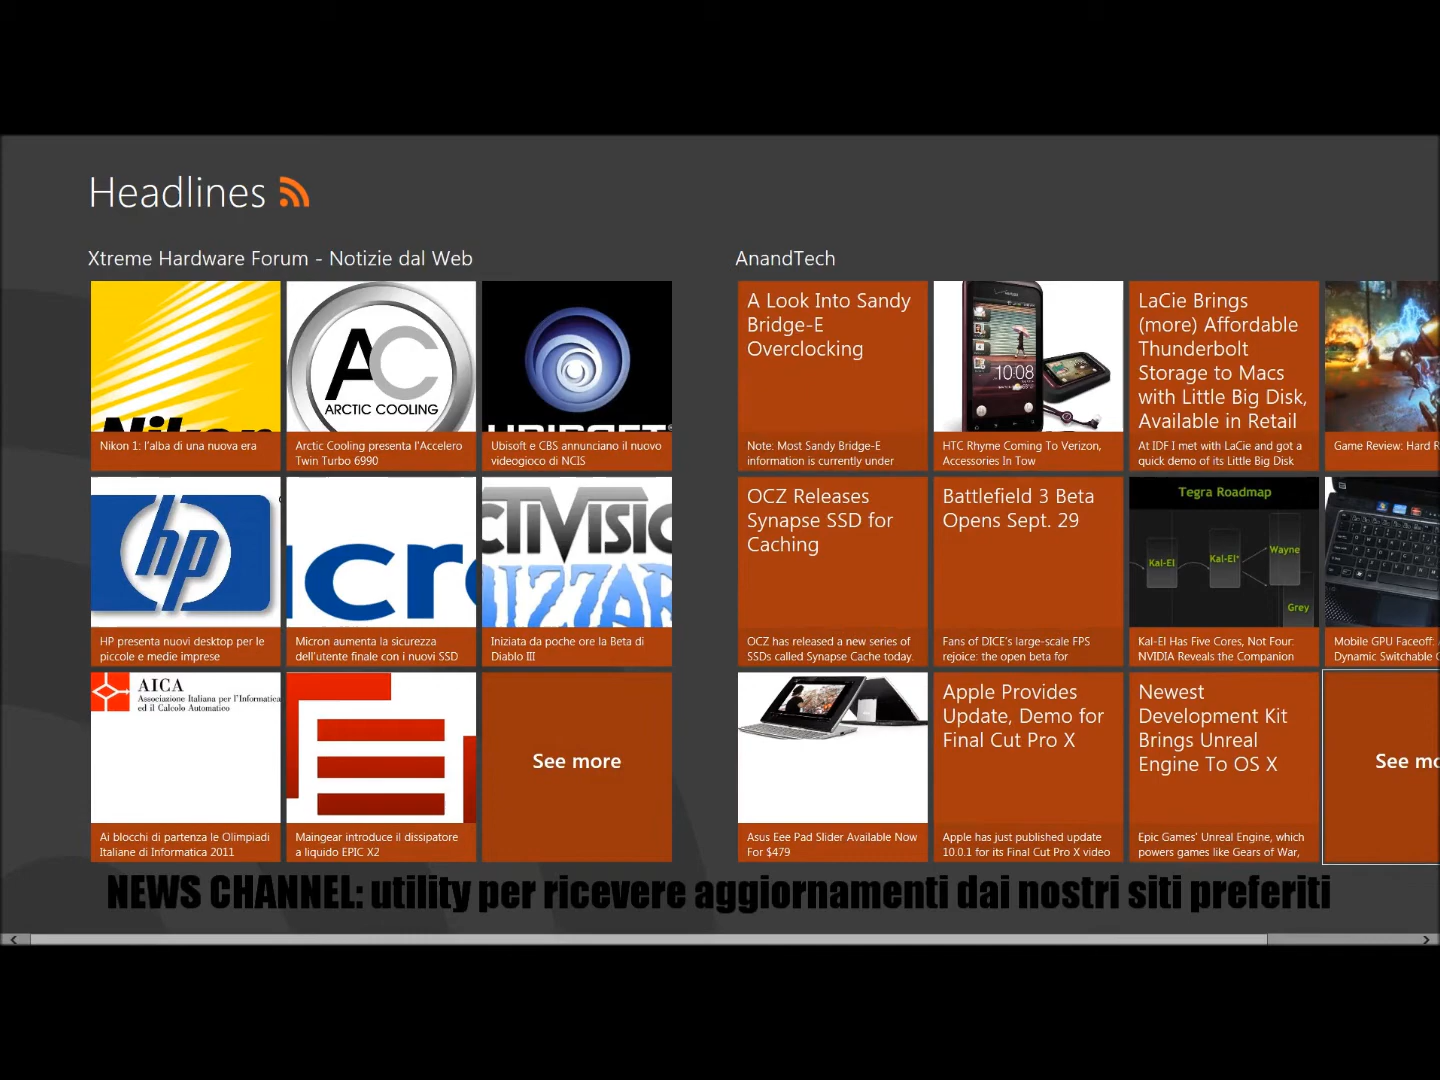 Headlines
Xtreme Hardware Forum - Notizie dal Web
Nikon
Nikon 1: l'alba di una nuova era
AC
ARCTIC COOLING
Arctic Cooling presenta l'Accelero
Twin Turbo 6990
UBISOFT
Ubisoft e CBS annunciano il nuovo
videogioco di NCIS
hp
HP presenta nuovi desktop per le
piccole e medie imprese
icro
Micron aumenta la sicurezza
dell'utente finale con i nuovi SSD
CTIVISIO
LIZZAR
Iniziata da poche ore la Beta di
Diablo III
AICA
Associazione Italiana per l'Informatica
ed il Calcolo Automatico
Ai blocchi di partenza le Olimpiadi
Italiane di Informatica 2011
Maingear introduce il dissipatore
a liquido EPIC X2
See more
AnandTech
A Look Into Sandy
Bridge-E
Overclocking
Note: Most Sandy Bridge-E
information is currently under
10:08
HTC Rhyme Coming To Verizon,
Accessories In Tow
LaCie Brings
(more) Affordable
Thunderbolt
Storage to Macs
with Little Big Disk,
Available in Retail
At IDF I met with LaCie and got a
quick demo of its Little Big Disk
Game Review: Hard R
OCZ Releases
Synapse SSD for
Caching
OCZ has released a new series of
SSDs called Synapse Cache today.
Battlefield 3 Beta
Opens Sept. 29
Fans of DICE's large-scale FPS
rejoice: the open beta for
Tegra Roadmap
Kal-El
Kal-El+
Wayne
Grey
Kal-El Has Five Cores, Not Four:
NVIDIA Reveals the Companion
Mobile GPU Faceoff:
Dynamic Switchable
Asus Eee Pad Slider Available Now
For $479
Apple Provides
Update, Demo for
Final Cut Pro X
Apple has just published update
10.0.1 for its Final Cut Pro X video
Newest
Development Kit
Brings Unreal
Engine To OS X
Epic Games' Unreal Engine, which
powers games like Gears of War,
See mo
NEWS CHANNEL: utility per ricevere aggiornamenti dai nostri siti preferiti